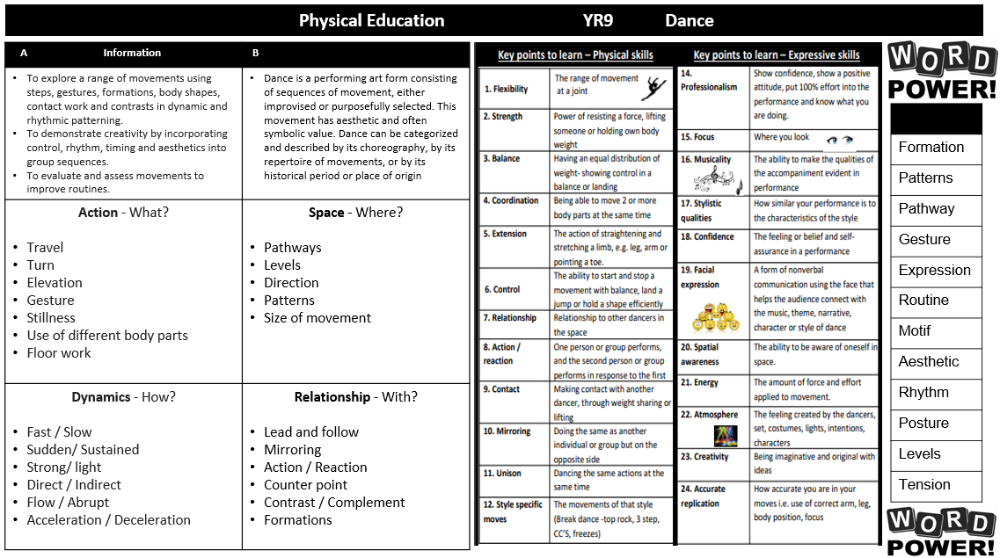 Physical Education YR9 Dance
A Information
• To explore a range of movements using
steps, gestures, formations, body shapes,
contact work and contrasts in dynamic and
rhythmic patterning.
• To demonstrate creativity by incorporating
control, rhythm, timing and aesthetics into
group sequences.
• To evaluate and assess movements to
improve routines.
B
• Dance is a performing art form consisting
of sequences of movement, either
improvised or purposefully selected. This
movement has aesthetic and often
symbolic value. Dance can be categorized
and described by its choreography, by its
repertoire of movements, or by its
historical period or place of origin
Action - What?
• Travel
• Turn
• Elevation
• Gesture
• Stillness
• Use of different body parts
• Floor work
Space - Where?
• Pathways
• Levels
• Direction
• Patterns
• Size of movement
Dynamics - How?
• Fast / Slow
• Sudden/ Sustained
• Strong/ light
• Direct / Indirect
• Flow / Abrupt
• Acceleration / Deceleration
Relationship - With?
• Lead and follow
• Mirroring
• Action / Reaction
• Counter point
• Contrast / Complement
• Formations
Key points to learn – Physical skills
1. Flexibility
The range of movement
at a joint
2. Strength
Power of resisting a force, lifting
someone or holding own body
weight
3. Balance
Having an equal distribution of
weight- showing control in a
balance or landing
4. Coordination
Being able to move 2 or more
body parts at the same time
5. Extension
The action of straightening and
stretching a limb, e.g. leg, arm or
pointing a toe.
6. Control
The ability to start and stop a
movement with balance, land a
jump or hold a shape efficiently
7. Relationship
Relationship to other dancers in
the space
8. Action /
reaction
One person or group performs,
and the second person or group
performs in response to the first
9. Contact
Making contact with another
dancer, through weight sharing or
lifting
10. Mirroring
Doing the same as another
individual or group but on the
opposite side
11. Unison
Dancing the same actions at the
same time
12. Style specific
moves
The movements of that style
(Break dance -top rock, 3 step,
CC'S, freezes)
Key points to learn – Expressive skills
14.
Professionalism
Show confidence, show a positive
attitude, put 100% effort into the
performance and know what you
are doing.
15. Focus
Where you look
16. Musicality
The ability to make the qualities of
the accompaniment evident in
performance
17. Stylistic
qualities
How similar your performance is to
the characteristics of the style
18. Confidence
The feeling or belief and self-
assurance in a performance
19. Facial
expression
A form of nonverbal
communication using the face that
helps the audience connect with
the music, theme, narrative,
character or style of dance
20. Spatial
awareness
The ability to be aware of oneself in
space.
21. Energy
The amount of force and effort
applied to movement.
22. Atmosphere
The feeling created by the dancers,
set, costumes, lights, intentions,
characters
23. Creativity
Being imaginative and original with
ideas
24. Accurate
replication
How accurate you are in your
moves i.e. use of correct arm, leg,
body position, focus
WORD
POWER!
Formation
Patterns
Pathway
Gesture
Expression
Routine
Motif
Aesthetic
Rhythm
Posture
Levels
Tension
WORD
POWER!